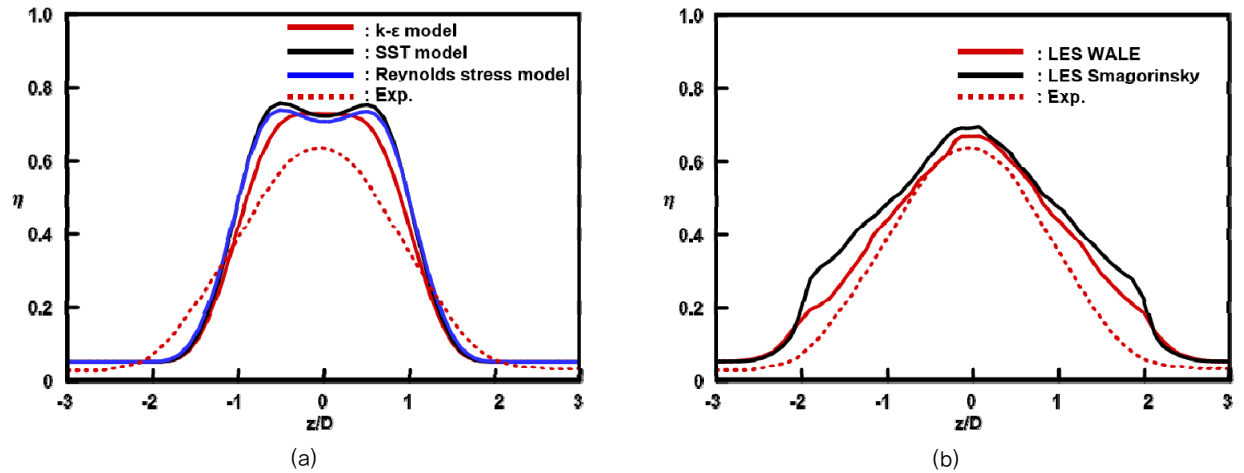 1.0
: k-ε model
: SST model
: Reynolds stress model
: Exp.
0.8
0.6
η
0.4
0.2
0
-3 -2 -1 0 1 2 3
z/D
(a)
1.0
: LES WALE
: LES Smagorinsky
: Exp.
0.8
0.6
η
0.4
0.2
0
-3 -2 -1 0 1 2 3
z/D
(b)